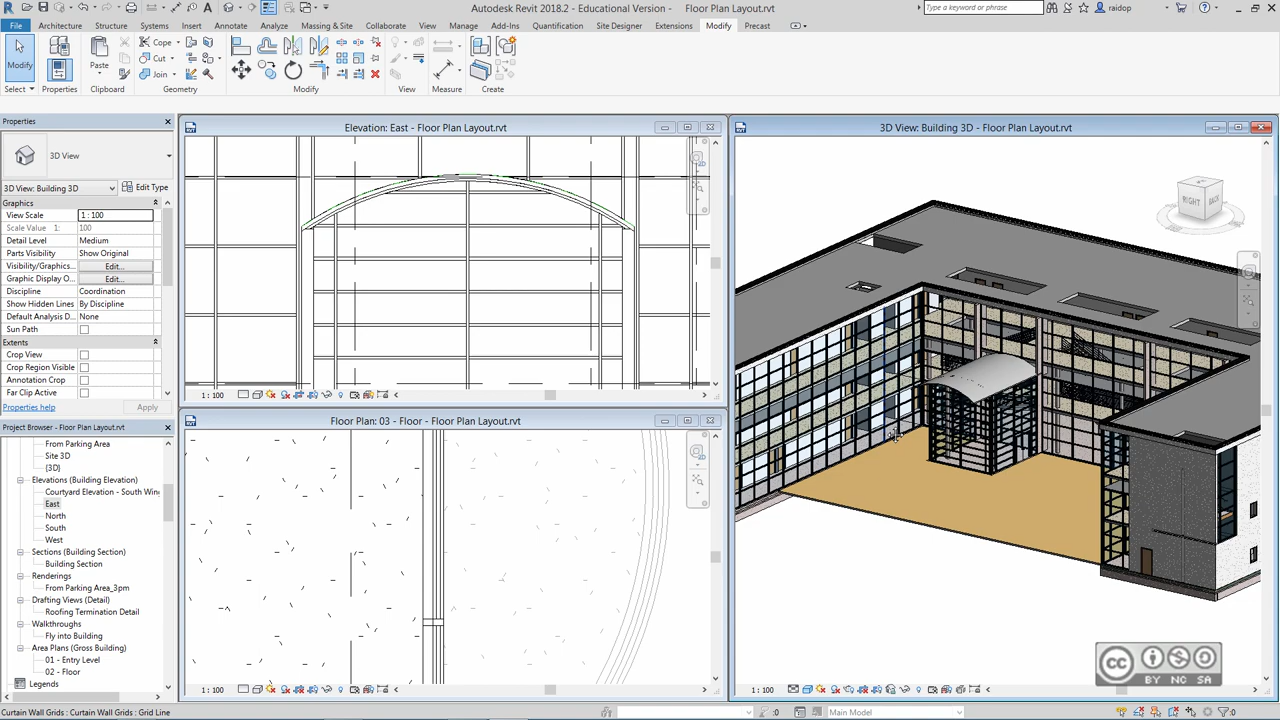 Autodesk Revit 2018.2 - Educational Version - Floor Plan Layout.rvt
Type a keyword or phrase
raidop
File Architecture Structure Systems Insert Annotate Analyze Massing & Site Collaborate View Manage Add-Ins Quantification Site Designer Extensions Modify Precast
Modify
Paste
Cope
Cut
Join
Select Properties Clipboard Geometry Modify View Measure Create
Properties
3D View
3D View: Building 3D
Edit Type
Graphics
View Scale 1 : 100
Scale Value 1: 100
Detail Level Medium
Parts Visibility Show Original
Visibility/Graphics... Edit...
Graphic Display O... Edit...
Discipline Coordination
Show Hidden Lines By Discipline
Default Analysis D... None
Sun Path
Extents
Crop View
Crop Region Visible
Annotation Crop
Far Clip Active
Properties help Apply
Project Browser - Floor Plan Layout.rvt
From Parking Area
Site 3D
{3D}
Elevations (Building Elevation)
Courtyard Elevation - South Wing
East
North
South
West
Sections (Building Section)
Building Section
Renderings
From Parking Area_3pm
Drafting Views (Detail)
Roofing Termination Detail
Walkthroughs
Fly into Building
Area Plans (Gross Building)
01 - Entry Level
02 - Floor
Legends
Elevation: East - Floor Plan Layout.rvt
1 : 100
Floor Plan: 03 - Floor - Floor Plan Layout.rvt
1 : 100
3D View: Building 3D - Floor Plan Layout.rvt
RIGHT BACK
1 : 100
cc
BY NC SA
Curtain Wall Grids : Curtain Wall Grids : Grid Line
:0
Main Model
:0